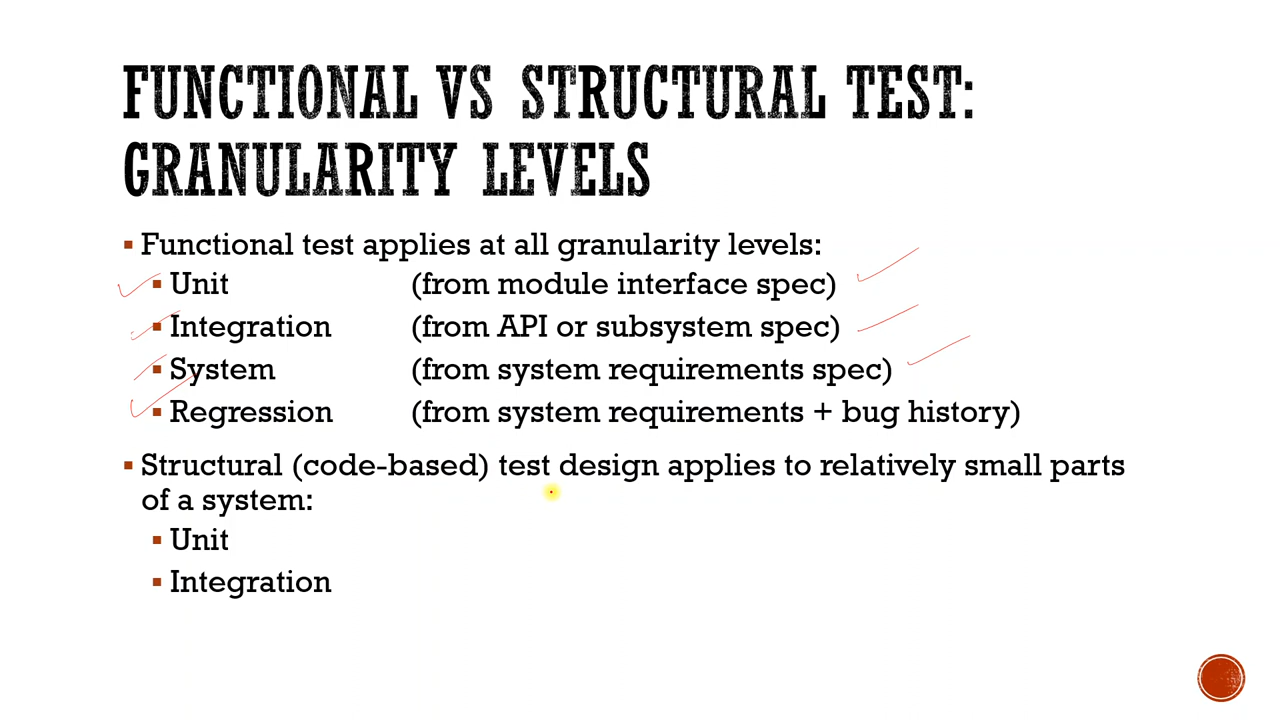 FUNCTIONAL VS STRUCTURAL TEST:
GRANULARITY LEVELS
▪ Functional test applies at all granularity levels:
▪ Unit (from module interface spec)
▪ Integration (from API or subsystem spec)
▪ System (from system requirements spec)
▪ Regression (from system requirements + bug history)
▪ Structural (code-based) test design applies to relatively small parts
of a system:
▪ Unit
▪ Integration